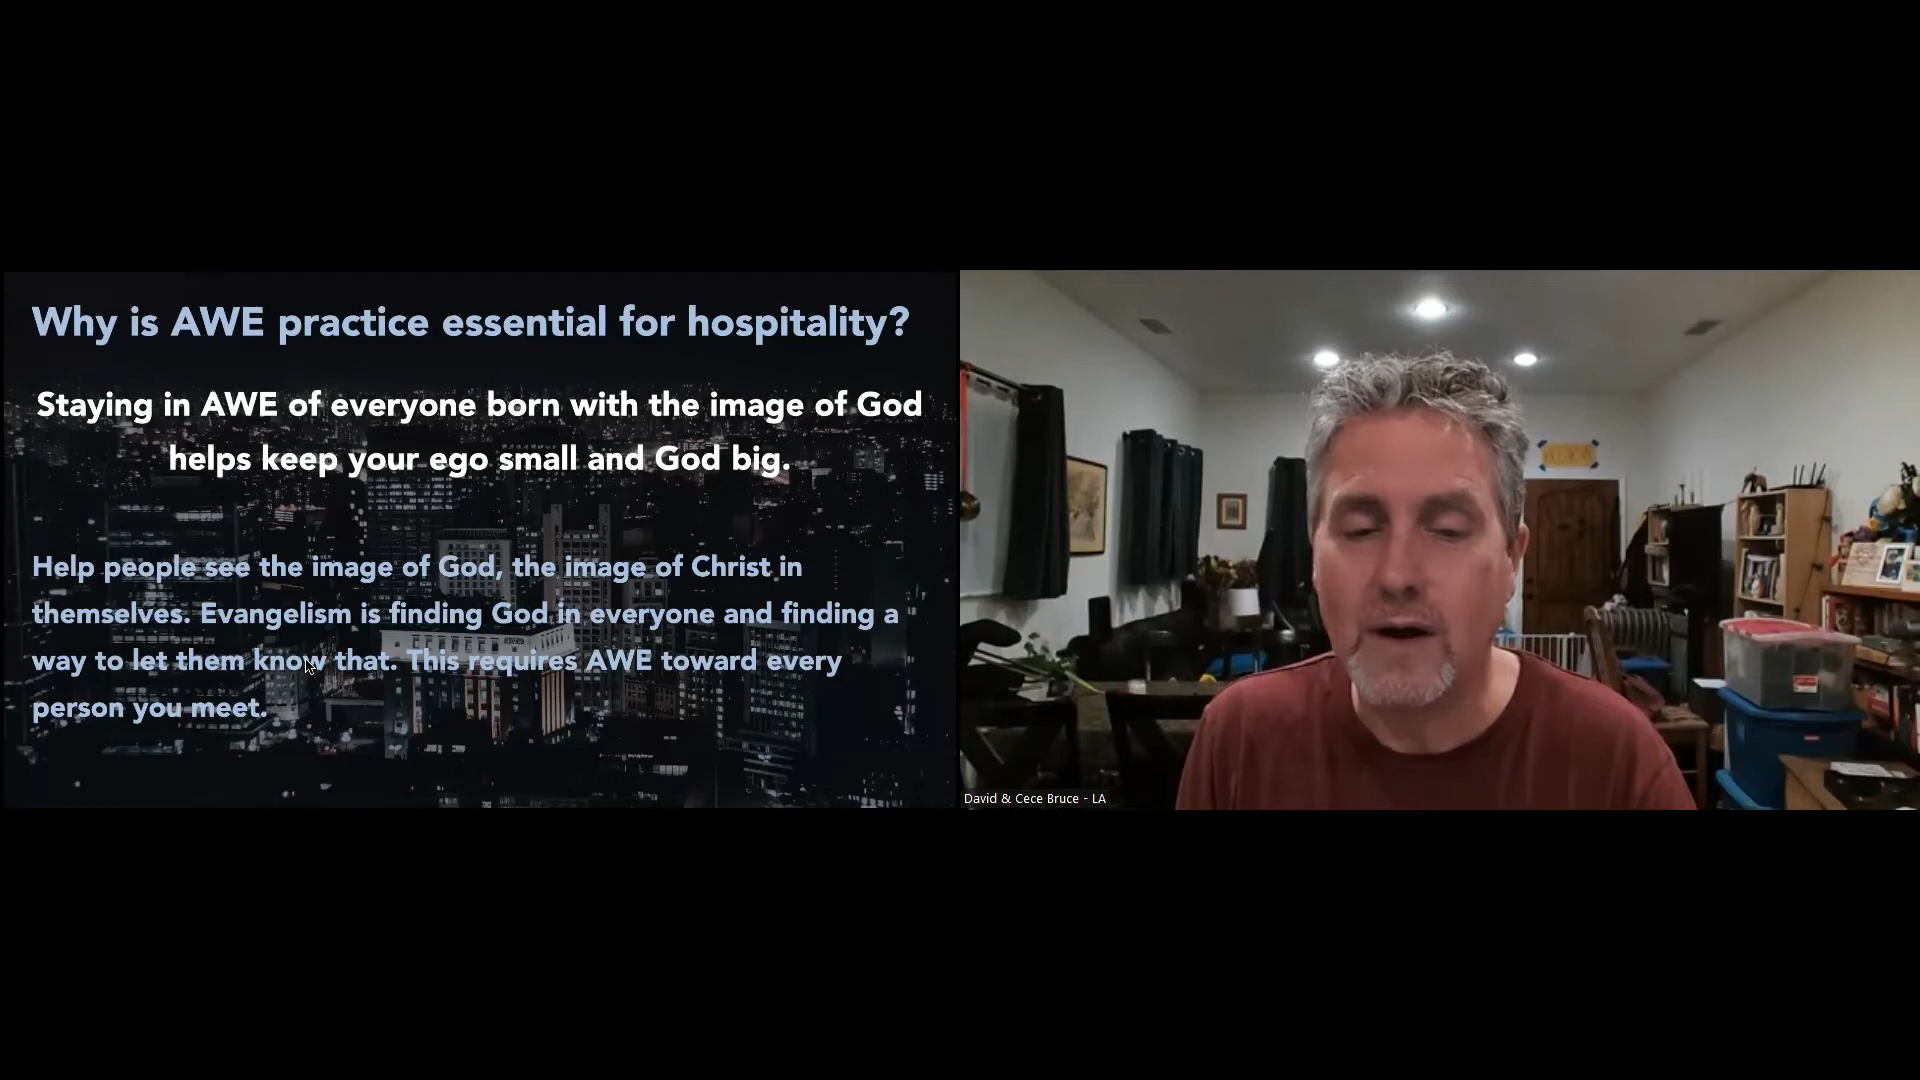 Why is AWE practice essential for hospitality?
Staying in AWE of everyone born with the image of God
helps keep your ego small and God big.
Help people see the image of God, the image of Christ in
themselves. Evangelism is finding God in everyone and finding a
way to let them know that. This requires AWE toward every
person you meet.
David & Cece Bruce - LA